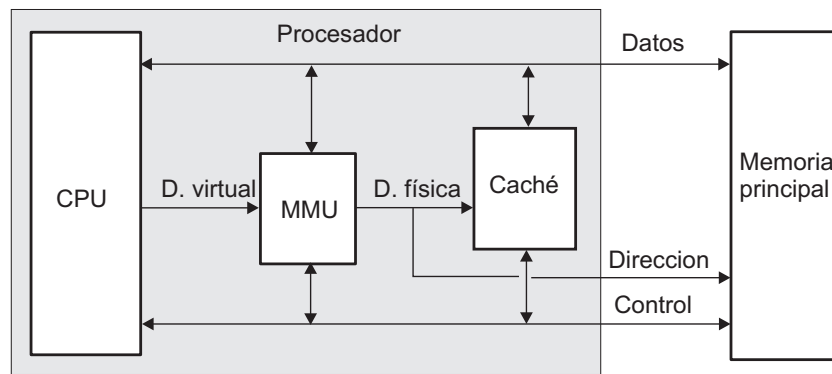 Procesador
Datos
CPU
D. virtual
MMU
D. física
Caché
Memoria
principal
Direccion
Control